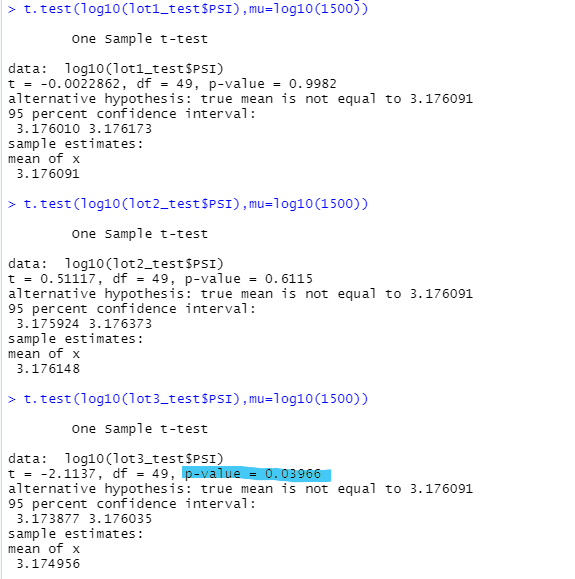 > t.test(log10(lot1_test$PSI),mu=log10(1500))
One Sample t-test
data:  log10(lot1_test$PSI)
t = -0.0022862, df = 49, p-value = 0.9982
alternative hypothesis: true mean is not equal to 3.176091
95 percent confidence interval:
3.176010 3.176173
sample estimates:
mean of x
3.176091
> t.test(log10(lot2_test$PSI),mu=log10(1500))
One Sample t-test
data:  log10(lot2_test$PSI)
t = 0.51117, df = 49, p-value = 0.6115
alternative hypothesis: true mean is not equal to 3.176091
95 percent confidence interval:
3.175924 3.176373
sample estimates:
mean of x
3.176148
> t.test(log10(lot3_test$PSI),mu=log10(1500))
One Sample t-test
data:  log10(lot3_test$PSI)
t = -2.1137, df = 49, p-value = 0.03966
alternative hypothesis: true mean is not equal to 3.176091
95 percent confidence interval:
3.173877 3.176035
sample estimates:
mean of x
3.174956